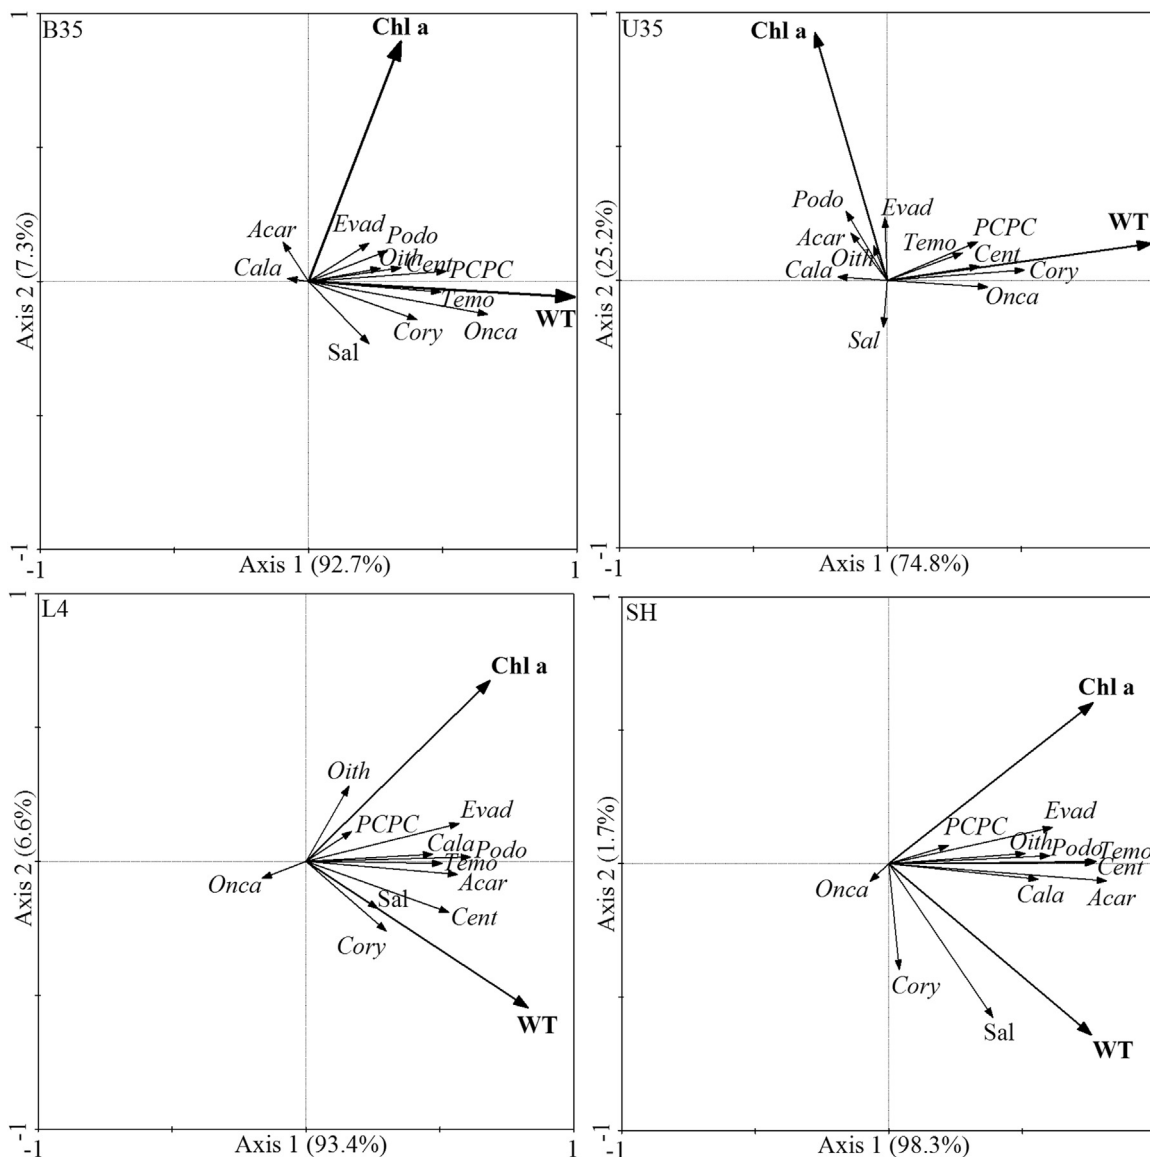 B35
1
Chl a
Acar
Evad
Podo
Cala
Oith
Cent
PCPC
Temo
WT
Cory
Onca
Sal
Axis 2 (7.3%)
-1
-1
Axis 1 (92.7%)
1
U35
1
Chl a
Podo
Evad
WT
Acar
Temo
PCPC
Oith
Cent
Cala
Cory
Onca
Sal
Axis 2 (25.2%)
-1
-1
Axis 1 (74.8%)
L4
1
Chl a
Oith
Evad
PCPC
Cala
Podo
Temo
Onca
Acar
Sal
Cent
Cory
WT
Axis 2 (6.6%)
-1
-1
Axis 1 (93.4%)
1
SH
1
Chl a
Evad
PCPC
Oith
Podo
Temo
Cent
Onca
Cala
Acar
Cory
Sal
WT
Axis 2 (1.7%)
-1
-1
Axis 1 (98.3%)